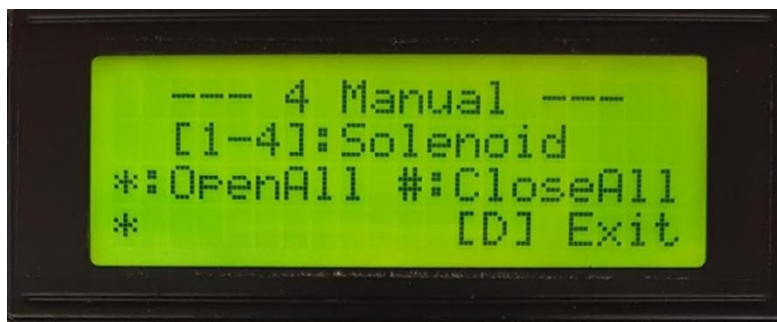 --- 4 Manual ---
[1-4]:Solenoid
*:OpenAll #:CloseAll
* [D] Exit